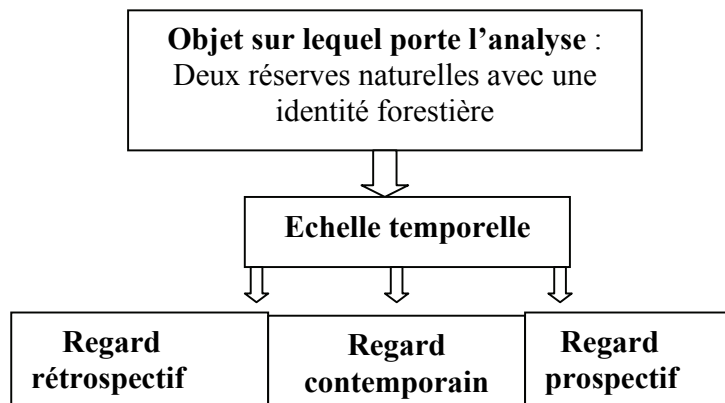 Objet sur lequel porte l’analyse :
Deux réserves naturelles avec une
identité forestière
Echelle temporelle
Regard
rétrospectif
Regard
contemporain
Regard
prospectif